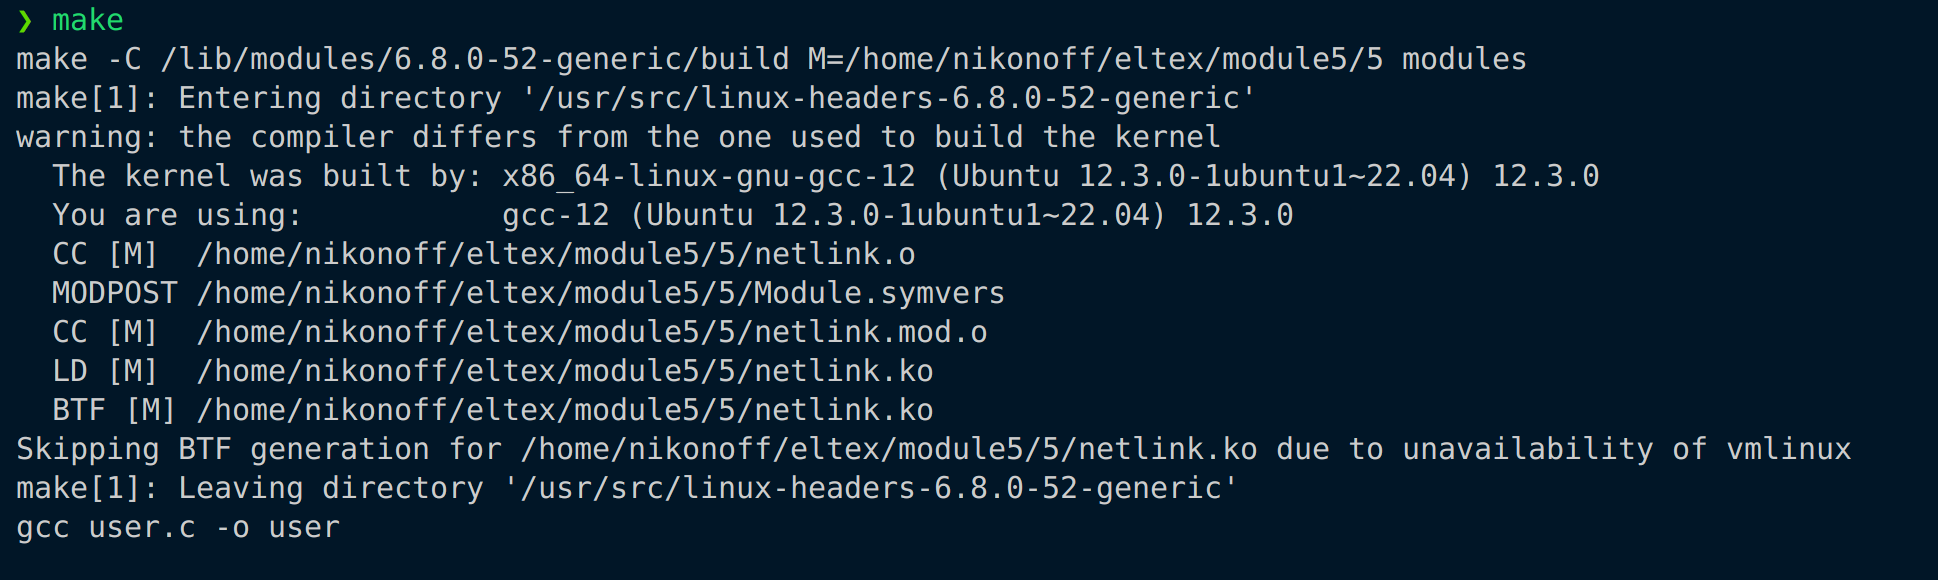 ❯ make
make -C /lib/modules/6.8.0-52-generic/build M=/home/nikonoff/eltex/module5/5 modules
make[1]: Entering directory '/usr/src/linux-headers-6.8.0-52-generic'
warning: the compiler differs from the one used to build the kernel
  The kernel was built by: x86_64-linux-gnu-gcc-12 (Ubuntu 12.3.0-1ubuntu1~22.04) 12.3.0
  You are using:           gcc-12 (Ubuntu 12.3.0-1ubuntu1~22.04) 12.3.0
  CC [M]  /home/nikonoff/eltex/module5/5/netlink.o
  MODPOST /home/nikonoff/eltex/module5/5/Module.symvers
  CC [M]  /home/nikonoff/eltex/module5/5/netlink.mod.o
  LD [M]  /home/nikonoff/eltex/module5/5/netlink.ko
  BTF [M] /home/nikonoff/eltex/module5/5/netlink.ko
Skipping BTF generation for /home/nikonoff/eltex/module5/5/netlink.ko due to unavailability of vmlinux
make[1]: Leaving directory '/usr/src/linux-headers-6.8.0-52-generic'
gcc user.c -o user